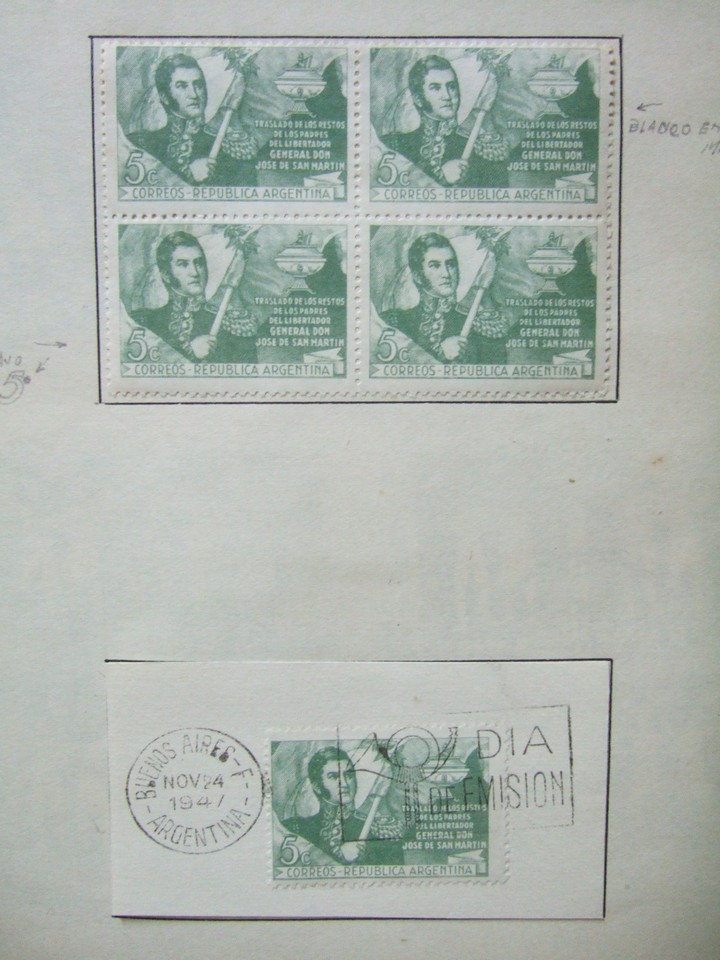 TRASLADO DE LOS RESTOS
DE LOS PADRES
DEL LIBERTADOR
GENERAL DON
JOSE DE SAN MARTIN
5c
CORREOS - REPUBLICA ARGENTINA
TRASLADO DE LOS RESTOS
DE LOS PADRES
DEL LIBERTADOR
GENERAL DON
JOSE DE SAN MARTIN
5c
CORREOS - REPUBLICA ARGENTINA
BLANCO
TRASLADO DE LOS RESTOS
DE LOS PADRES
DEL LIBERTADOR
GENERAL DON
JOSE DE SAN MARTIN
5c
CORREOS - REPUBLICA ARGENTINA
TRASLADO DE LOS RESTOS
DE LOS PADRES
DEL LIBERTADOR
GENERAL DON
JOSE DE SAN MARTIN
5c
CORREOS - REPUBLICA ARGENTINA
5
BUENOS AIRES - F -
NOV 24
1947
- ARGENTINA -
DIA
DE EMISION
TRASLADO DE LOS RESTOS
DE LOS PADRES
DEL LIBERTADOR
GENERAL DON
JOSE DE SAN MARTIN
5c
CORREOS - REPUBLICA ARGENTINA